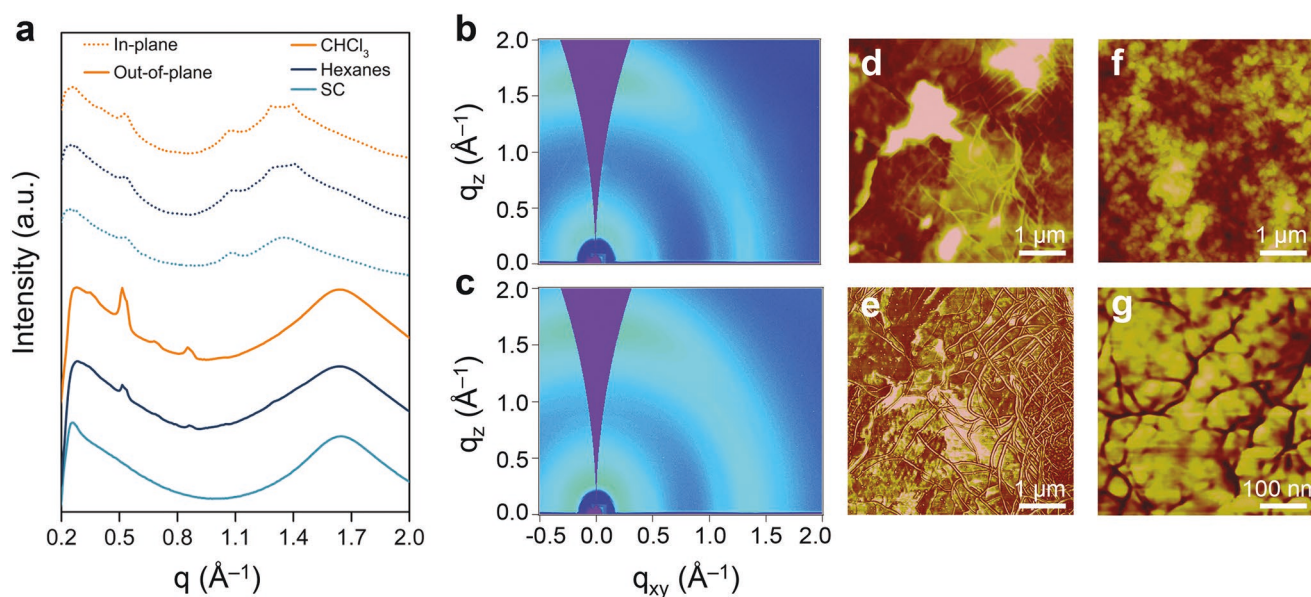 a
In-plane
Out-of-plane
CHCl₃
Hexanes
SC
Intensity (a.u.)
0.2 0.5 0.8 1.1 1.4 1.7 2.0
q (Å⁻¹)
b
2.0
1.5
1.0
0.5
0.0
q_z (Å⁻¹)
c
2.0
1.5
1.0
0.5
0.0
q_z (Å⁻¹)
-0.5 0.0 0.5 1.0 1.5 2.0
q_xy (Å⁻¹)
d
1 µm
f
1 µm
e
1 µm
g
100 nm